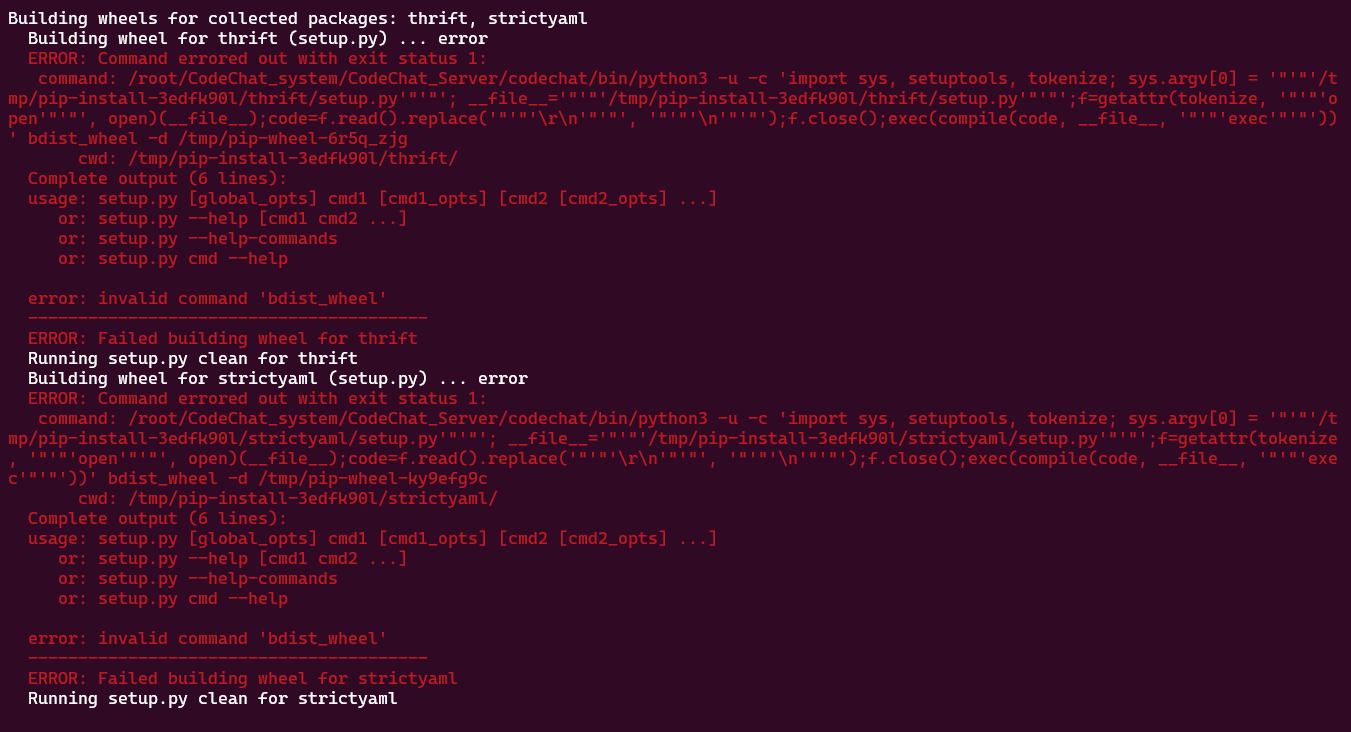 Building wheels for collected packages: thrift, strictyaml
  Building wheel for thrift (setup.py) ... error
  ERROR: Command errored out with exit status 1:
   command: /root/CodeChat_system/CodeChat_Server/codechat/bin/python3 -u -c 'import sys, setuptools, tokenize; sys.argv[0] = '"'"'/t
mp/pip-install-3edfk90l/thrift/setup.py'"'"'; __file__='"'"'/tmp/pip-install-3edfk90l/thrift/setup.py'"'"';f=getattr(tokenize, '"'"'o
pen'"'"', open)(__file__);code=f.read().replace('"'"'\r\n'"'"', '"'"'\n'"'"');f.close();exec(compile(code, __file__, '"'"'exec'"'"'))
' bdist_wheel -d /tmp/pip-wheel-6r5q_zjg
       cwd: /tmp/pip-install-3edfk90l/thrift/
  Complete output (6 lines):
  usage: setup.py [global_opts] cmd1 [cmd1_opts] [cmd2 [cmd2_opts] ...]
     or: setup.py --help [cmd1 cmd2 ...]
     or: setup.py --help-commands
     or: setup.py cmd --help

  error: invalid command 'bdist_wheel'
  ----------------------------------------
  ERROR: Failed building wheel for thrift
  Running setup.py clean for thrift
  Building wheel for strictyaml (setup.py) ... error
  ERROR: Command errored out with exit status 1:
   command: /root/CodeChat_system/CodeChat_Server/codechat/bin/python3 -u -c 'import sys, setuptools, tokenize; sys.argv[0] = '"'"'/t
mp/pip-install-3edfk90l/strictyaml/setup.py'"'"'; __file__='"'"'/tmp/pip-install-3edfk90l/strictyaml/setup.py'"'"';f=getattr(tokenize
, '"'"'open'"'"', open)(__file__);code=f.read().replace('"'"'\r\n'"'"', '"'"'\n'"'"');f.close();exec(compile(code, __file__, '"'"'exe
c'"'"'))' bdist_wheel -d /tmp/pip-wheel-ky9efg9c
       cwd: /tmp/pip-install-3edfk90l/strictyaml/
  Complete output (6 lines):
  usage: setup.py [global_opts] cmd1 [cmd1_opts] [cmd2 [cmd2_opts] ...]
     or: setup.py --help [cmd1 cmd2 ...]
     or: setup.py --help-commands
     or: setup.py cmd --help

  error: invalid command 'bdist_wheel'
  ----------------------------------------
  ERROR: Failed building wheel for strictyaml
  Running setup.py clean for strictyaml